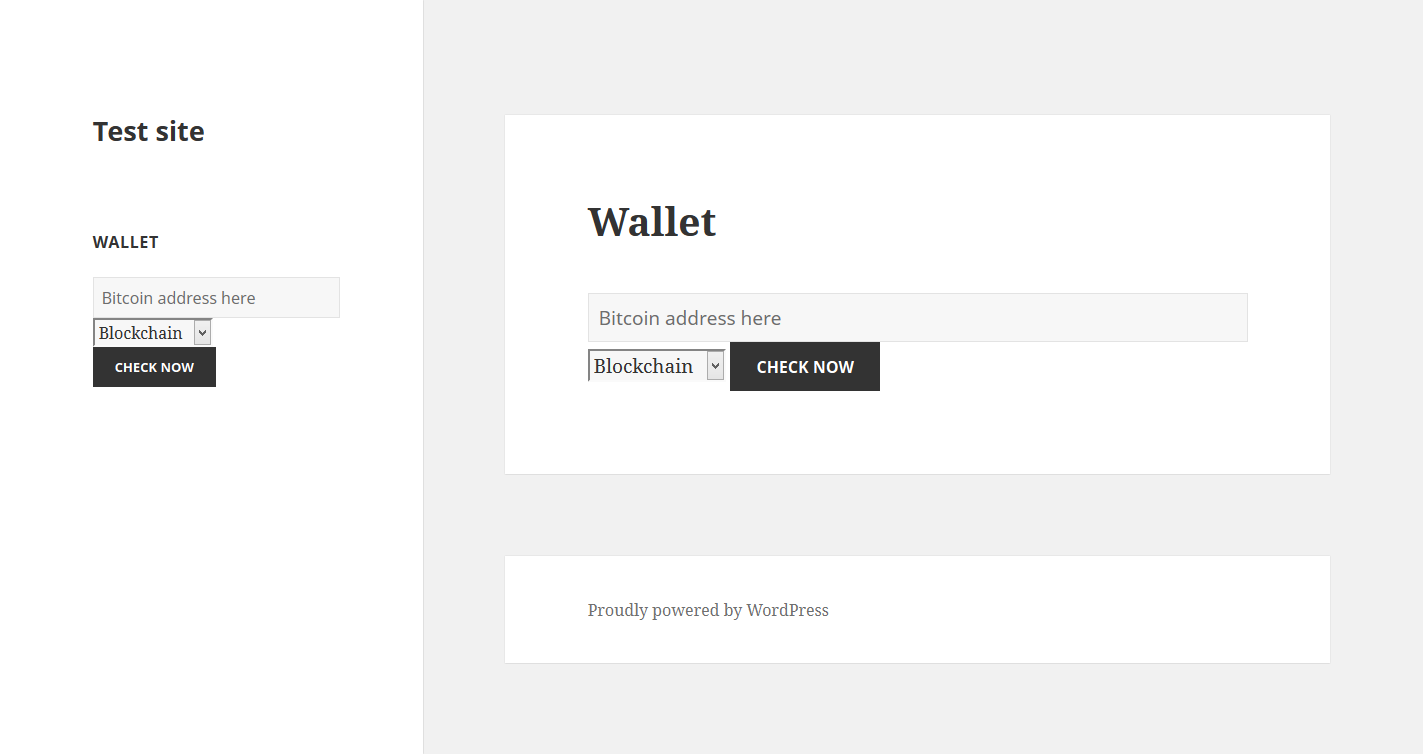 Test site
WALLET
Bitcoin address here
Blockchain
CHECK NOW
Wallet
Bitcoin address here
Blockchain CHECK NOW
Proudly powered by WordPress